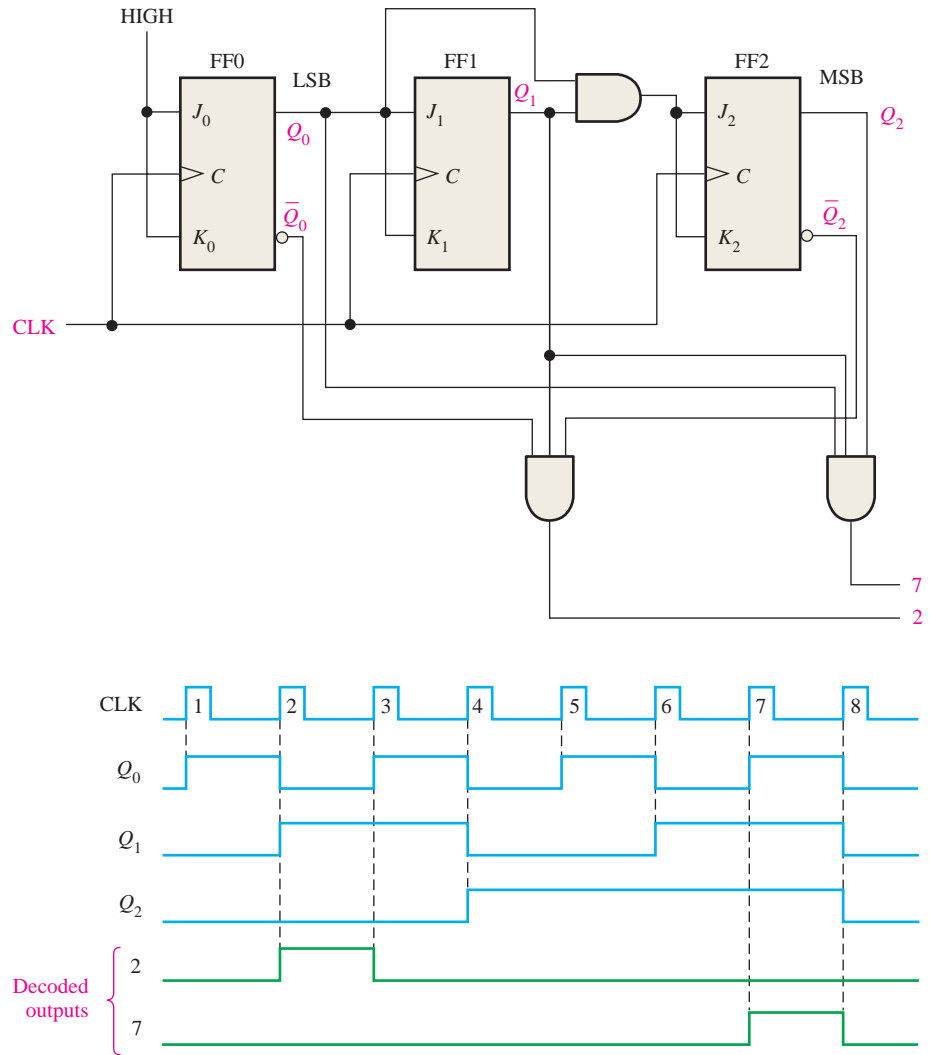 HIGH
FF0
LSB
FF1
FF2
MSB
J₀
Q₀
J₁
Q₁
J₂
Q₂
C
C
C
K₀
Q̅₀
K₁
K₂
Q̅₂
CLK
7
2
CLK 1 2 3 4 5 6 7 8
Q₀
Q₁
Q₂
2
Decoded
outputs
7